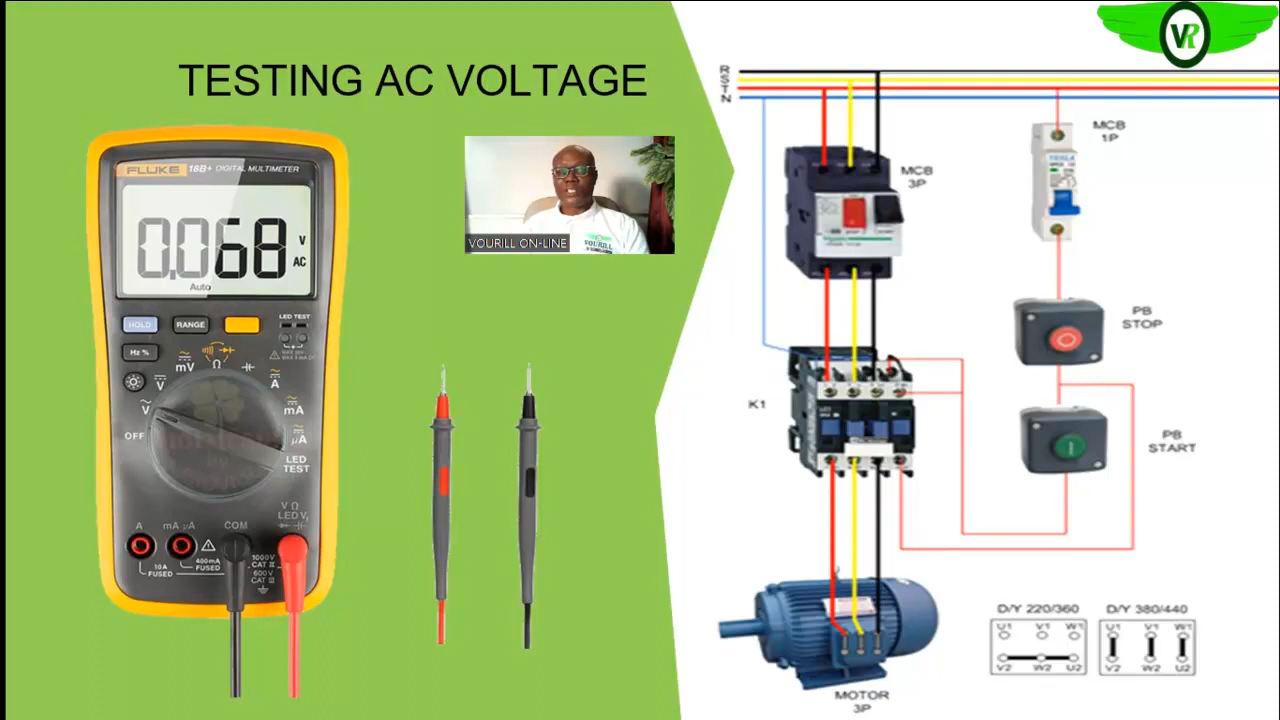 VR
TESTING AC VOLTAGE
FLUKE 18B+ DIGITAL MULTIMETER
0.068 V AC
Auto
HOLD
RANGE
LED TEST
Hz %
mV
Ω
V
A
V
mA
OFF
µA
LED
TEST
V Ω
LED V
A
mA µA
COM
10A
FUSED
400mA
FUSED
1000V
CAT II
600V
CAT III
VOURILL ON-LINE
VOURILL
R
S
T
N
MCB
3P
MCB
1P
PB
STOP
K1
PB
START
MOTOR
3P
D/Y 220/360
U1 V1 W1
V2 W2 U2
D/Y 380/440
U1 V1 W1
V2 W2 U2